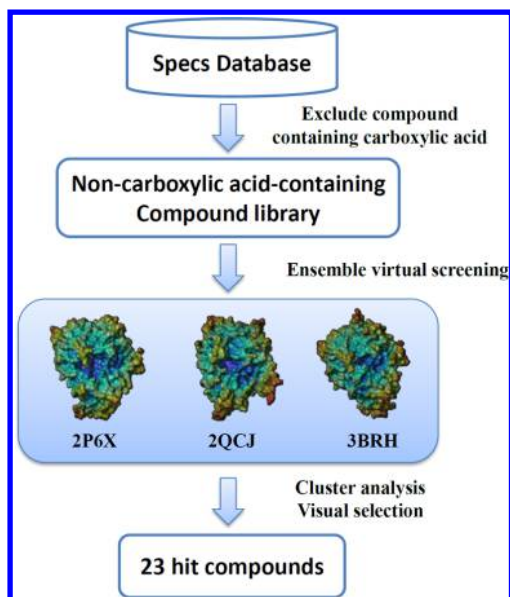 Specs Database
Exclude compound
containing carboxylic acid
Non-carboxylic acid-containing
Compound library
Ensemble virtual screening
2P6X 2QCJ 3BRH
Cluster analysis
Visual selection
23 hit compounds